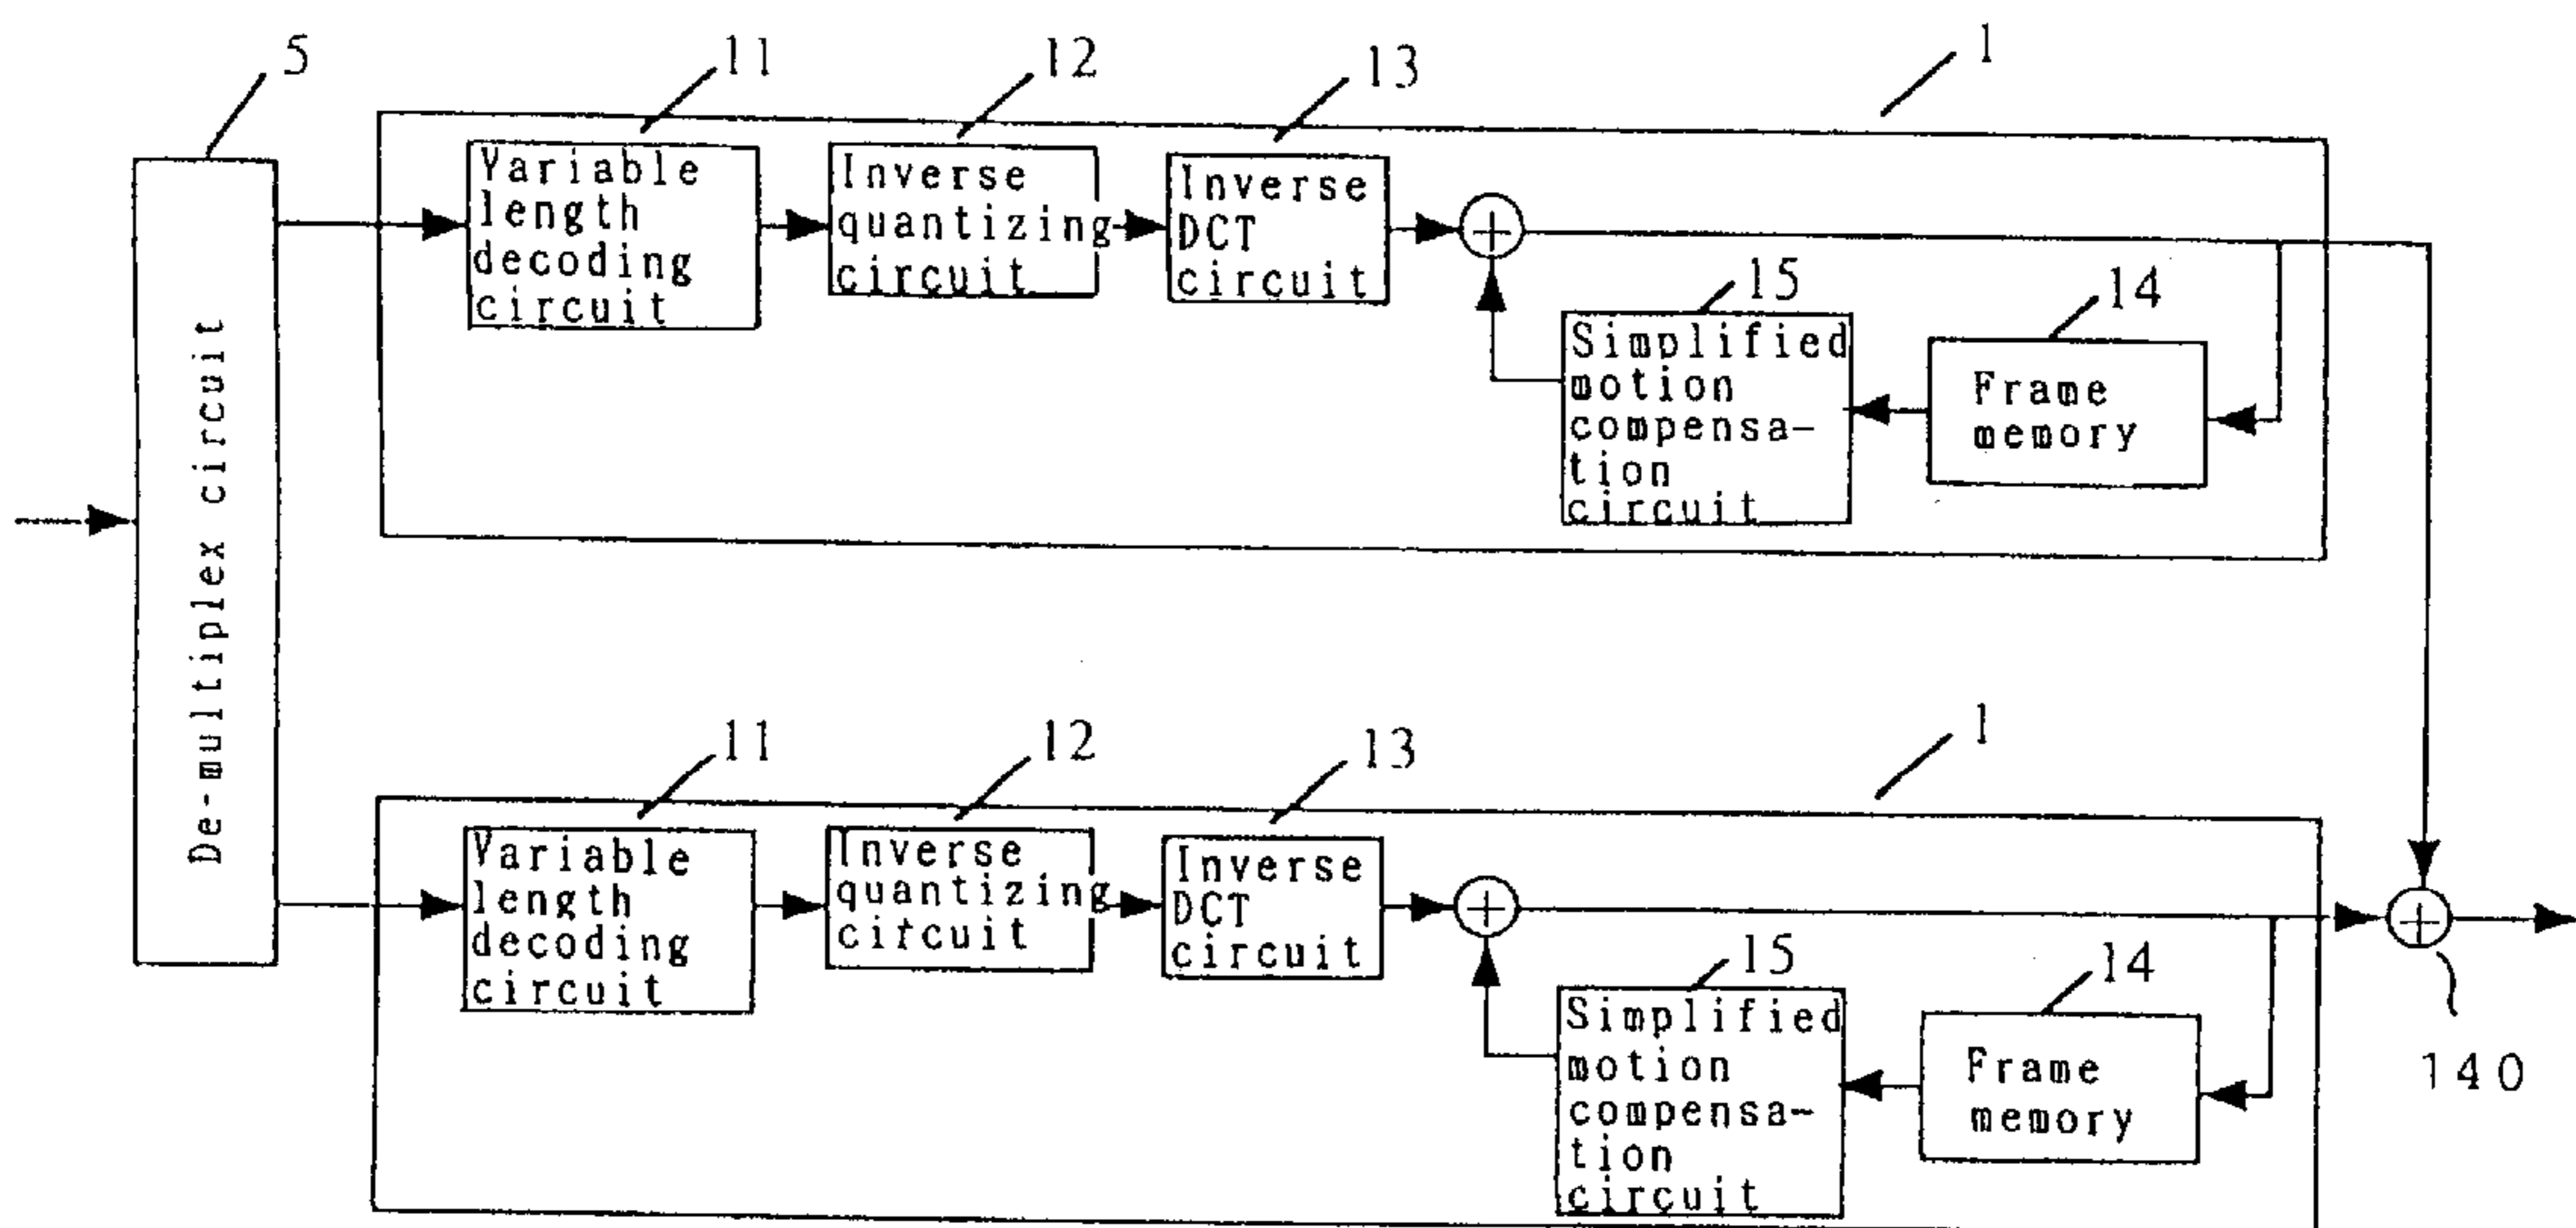 5
11
12
13
1
Variable
length
decoding
circuit
Inverse
quantizing
circuit
Inverse
DCT
circuit
15
14
Simplified
motion
compensa-
tion
circuit
Frame
memory
De-multiplex circuit
11
12
13
1
Variable
length
decoding
circuit
Inverse
quantizing
circuit
Inverse
DCT
circuit
15
14
Simplified
motion
compensa-
tion
circuit
Frame
memory
140